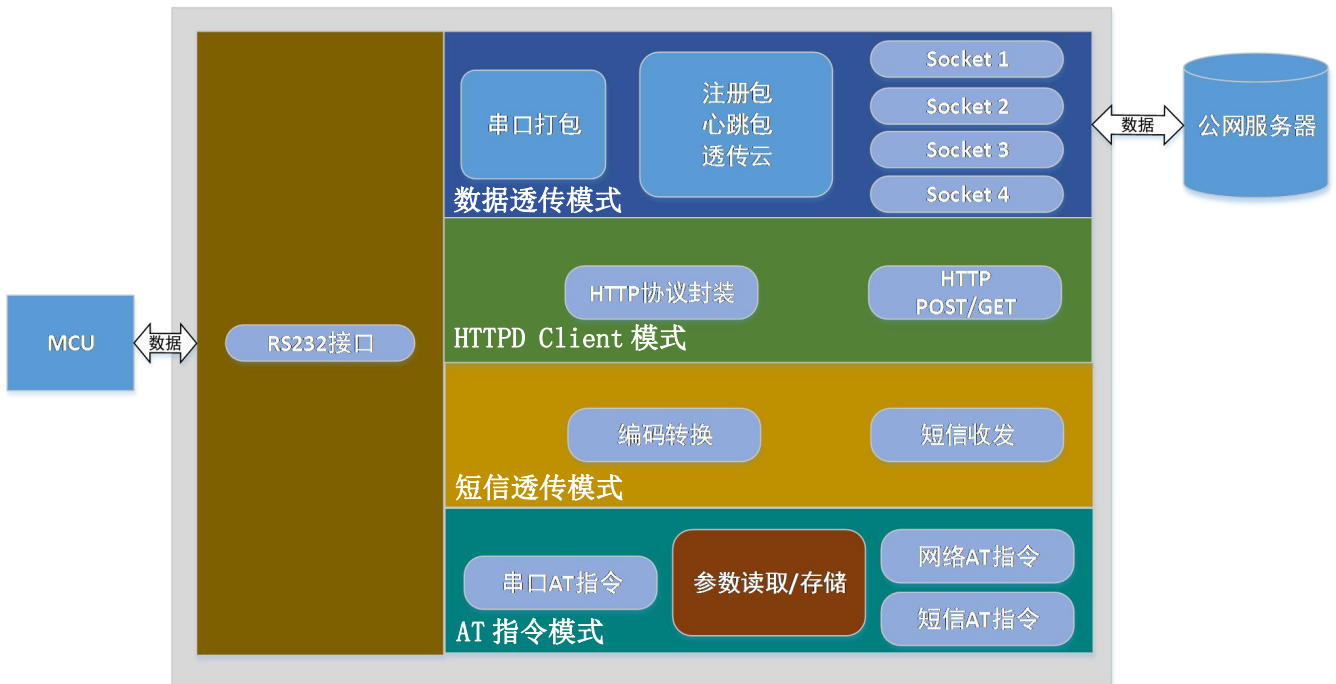 MCU
数据
RS232接口
串口打包
注册包
心跳包
透传云
Socket 1
Socket 2
Socket 3
Socket 4
数据透传模式
HTTP协议封装
HTTP
POST/GET
HTTPD Client 模式
编码转换
短信收发
短信透传模式
串口AT指令
参数读取/存储
网络AT指令
短信AT指令
AT 指令模式
数据
公网服务器